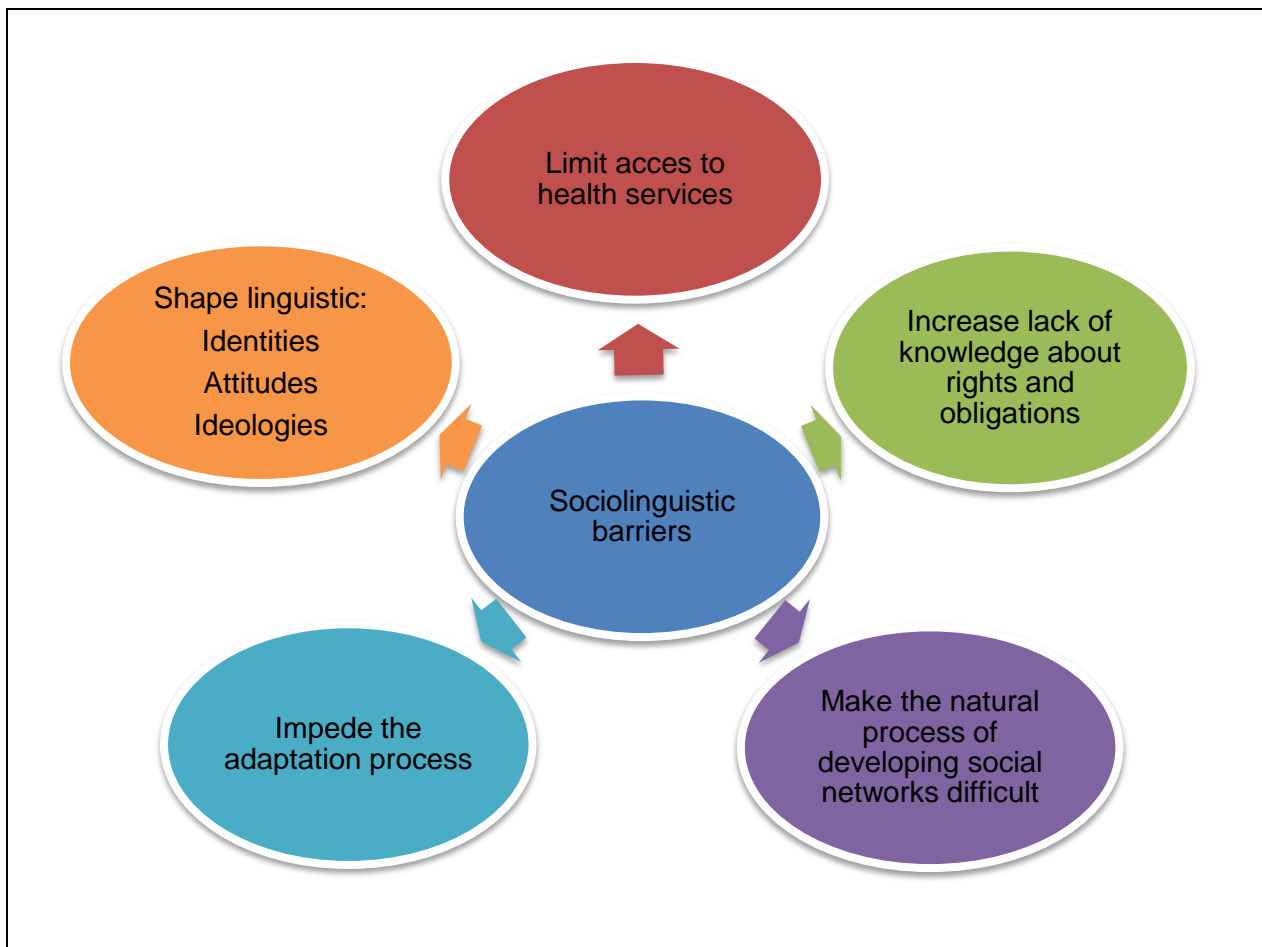 Limit acces to
health services
Shape linguistic:
Identities
Attitudes
Ideologies
Increase lack of
knowledge about
rights and
obligations
Sociolinguistic
barriers
Impede the
adaptation process
Make the natural
process of
developing social
networks difficult